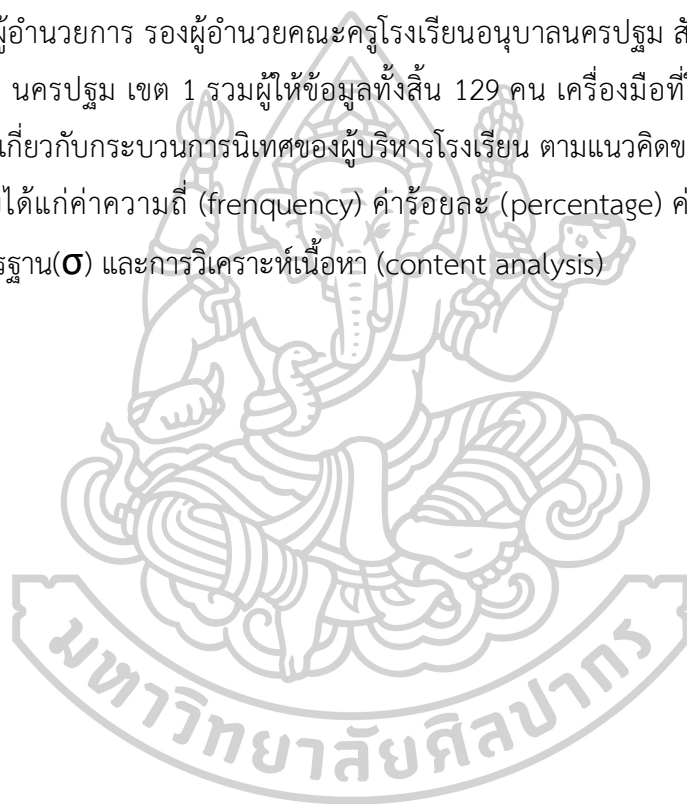 ผู้อำนวยการ รองผู้อำนวยคณะครูโรงเรียนอนุบาลนครปฐม
นครปฐม เขต 1 รวมผู้ให้ข้อมูลทั้งสิ้น 129 คน เครื่องมือที่
เกี่ยวกับกระบวนการนิเทศของผู้บริหารโรงเรียน ตามแนวคิดข
ได้แก่ค่าความถี่ (frenquency) ค่าร้อยละ (percentage) ค่
รฐาน(σ) และการวิเคราะห์เนื้อหา (content analysis)
มหาวิทยาลัยศิลปากร